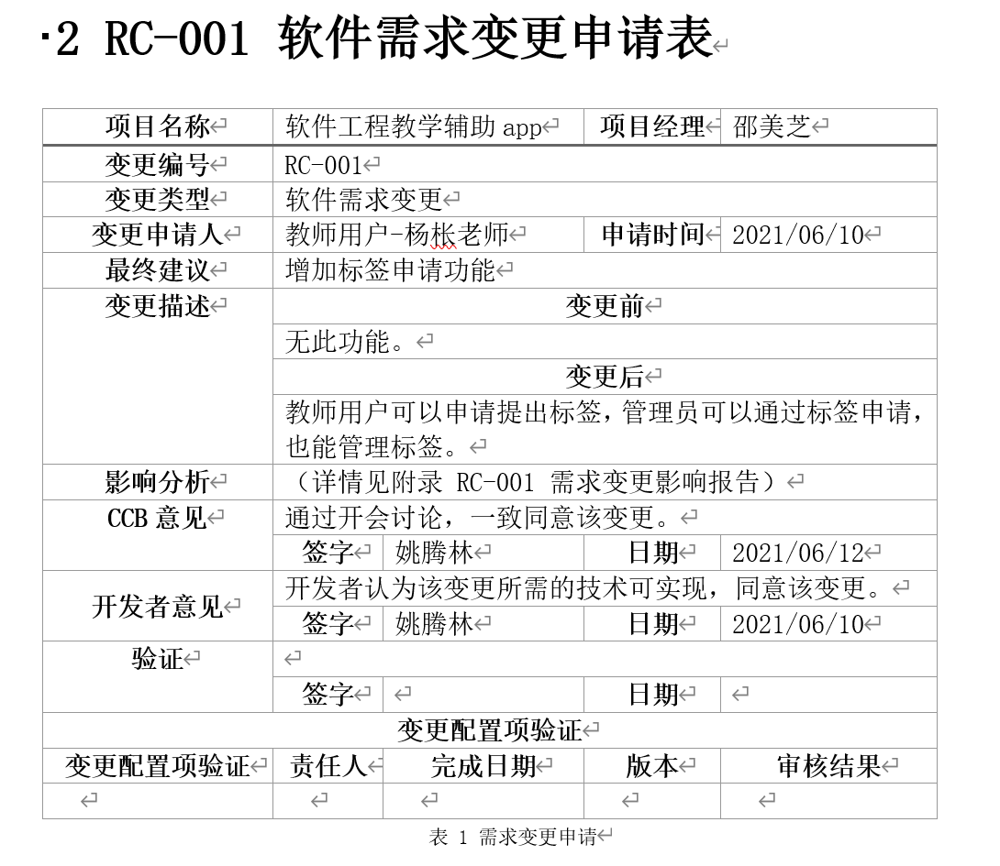 2 RC-001 软件需求变更申请表
项目名称 软件工程教学辅助 app 项目经理 邵美芝
变更编号 RC-001
变更类型 软件需求变更
变更申请人 教师用户-杨枨老师 申请时间 2021/06/10
最终建议 增加标签申请功能
变更描述 变更前
无此功能。
变更后
教师用户可以申请提出标签，管理员可以通过标签申请，
也能管理标签。
影响分析 （详情见附录 RC-001 需求变更影响报告）
CCB 意见 通过开会讨论，一致同意该变更。
签字 姚腾林 日期 2021/06/12
开发者意见 开发者认为该变更所需的技术可实现，同意该变更。
签字 姚腾林 日期 2021/06/10
验证
签字 日期
变更配置项验证
变更配置项验证 责任人 完成日期 版本 审核结果
表 1 需求变更申请